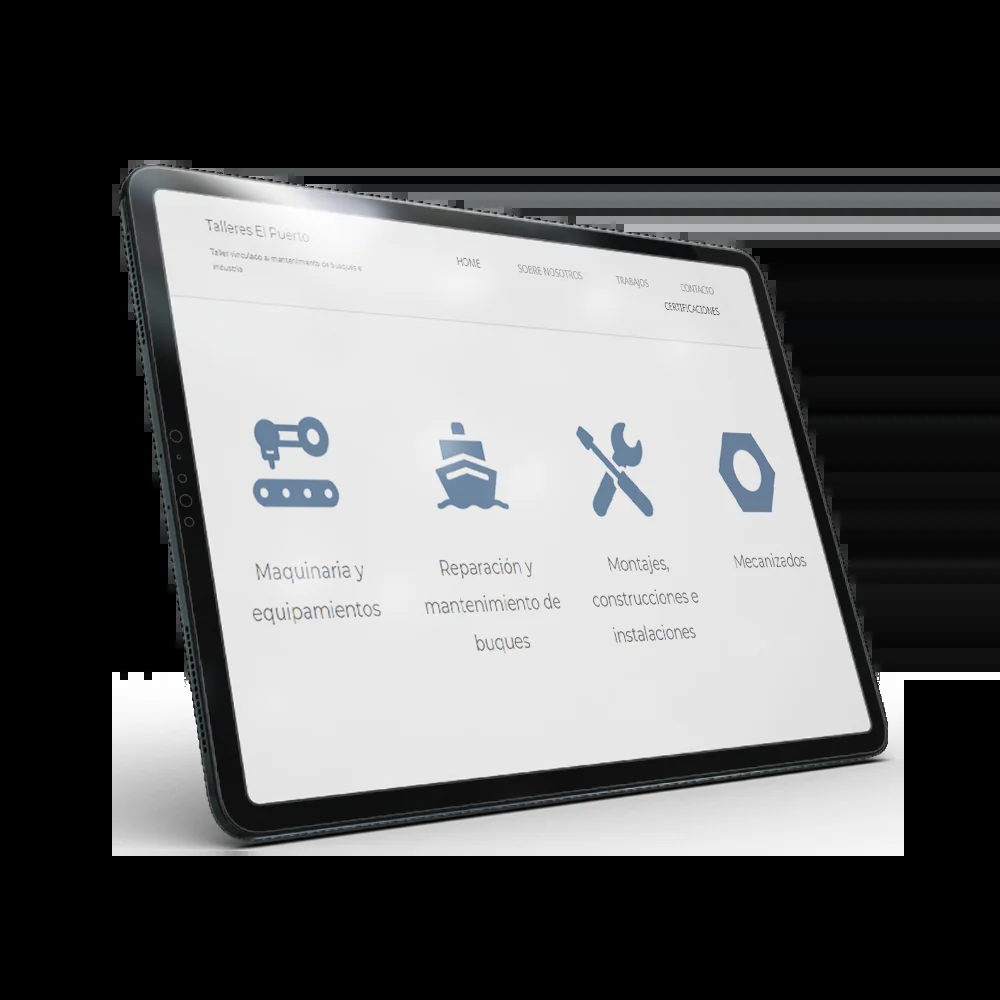 Talleres El Puerto
Taller vinculado al mantenimiento de buques e
industria
HOME
SOBRE NOSOTROS
TRABAJOS
CONTACTO
CERTIFICACIONES
Maquinaria y
equipamientos
Reparación y
mantenimiento de
buques
Montajes,
construcciones e
instalaciones
Mecanizados